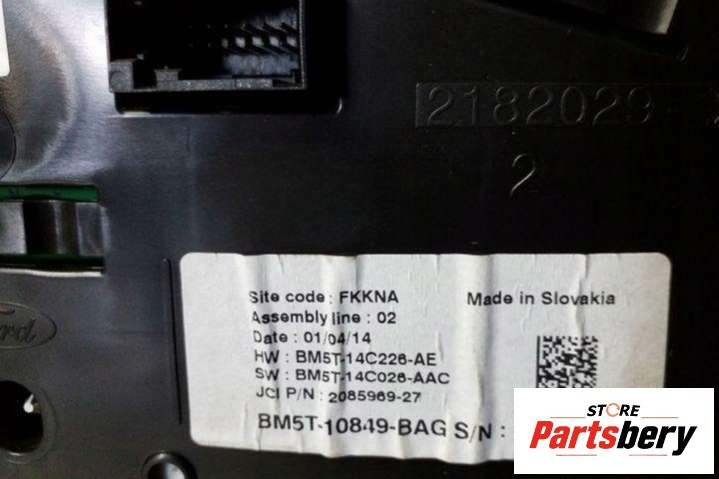 2182029-
2
Site code : FKKNA
Made in Slovakia
Assembly line : 02
Date : 01/04/14
HW : BM5T-14C226-AE
SW : BM5T-14C026-AAC
JCI P/N : 2085969-27
BM5T-10849-BAG S/N :
STORE
Partsbery